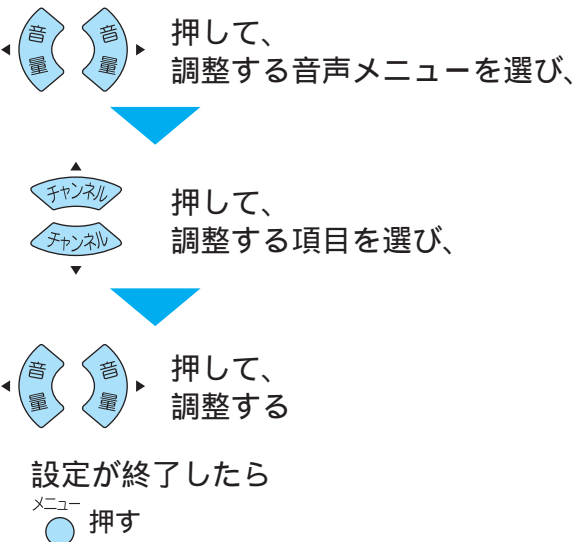 音量 音量 押して、
調整する音声メニューを選び、
チャンネル 押して、
チャンネル 調整する項目を選び、
音量 音量 押して、
調整する
設定が終了したら
メニュー
押す